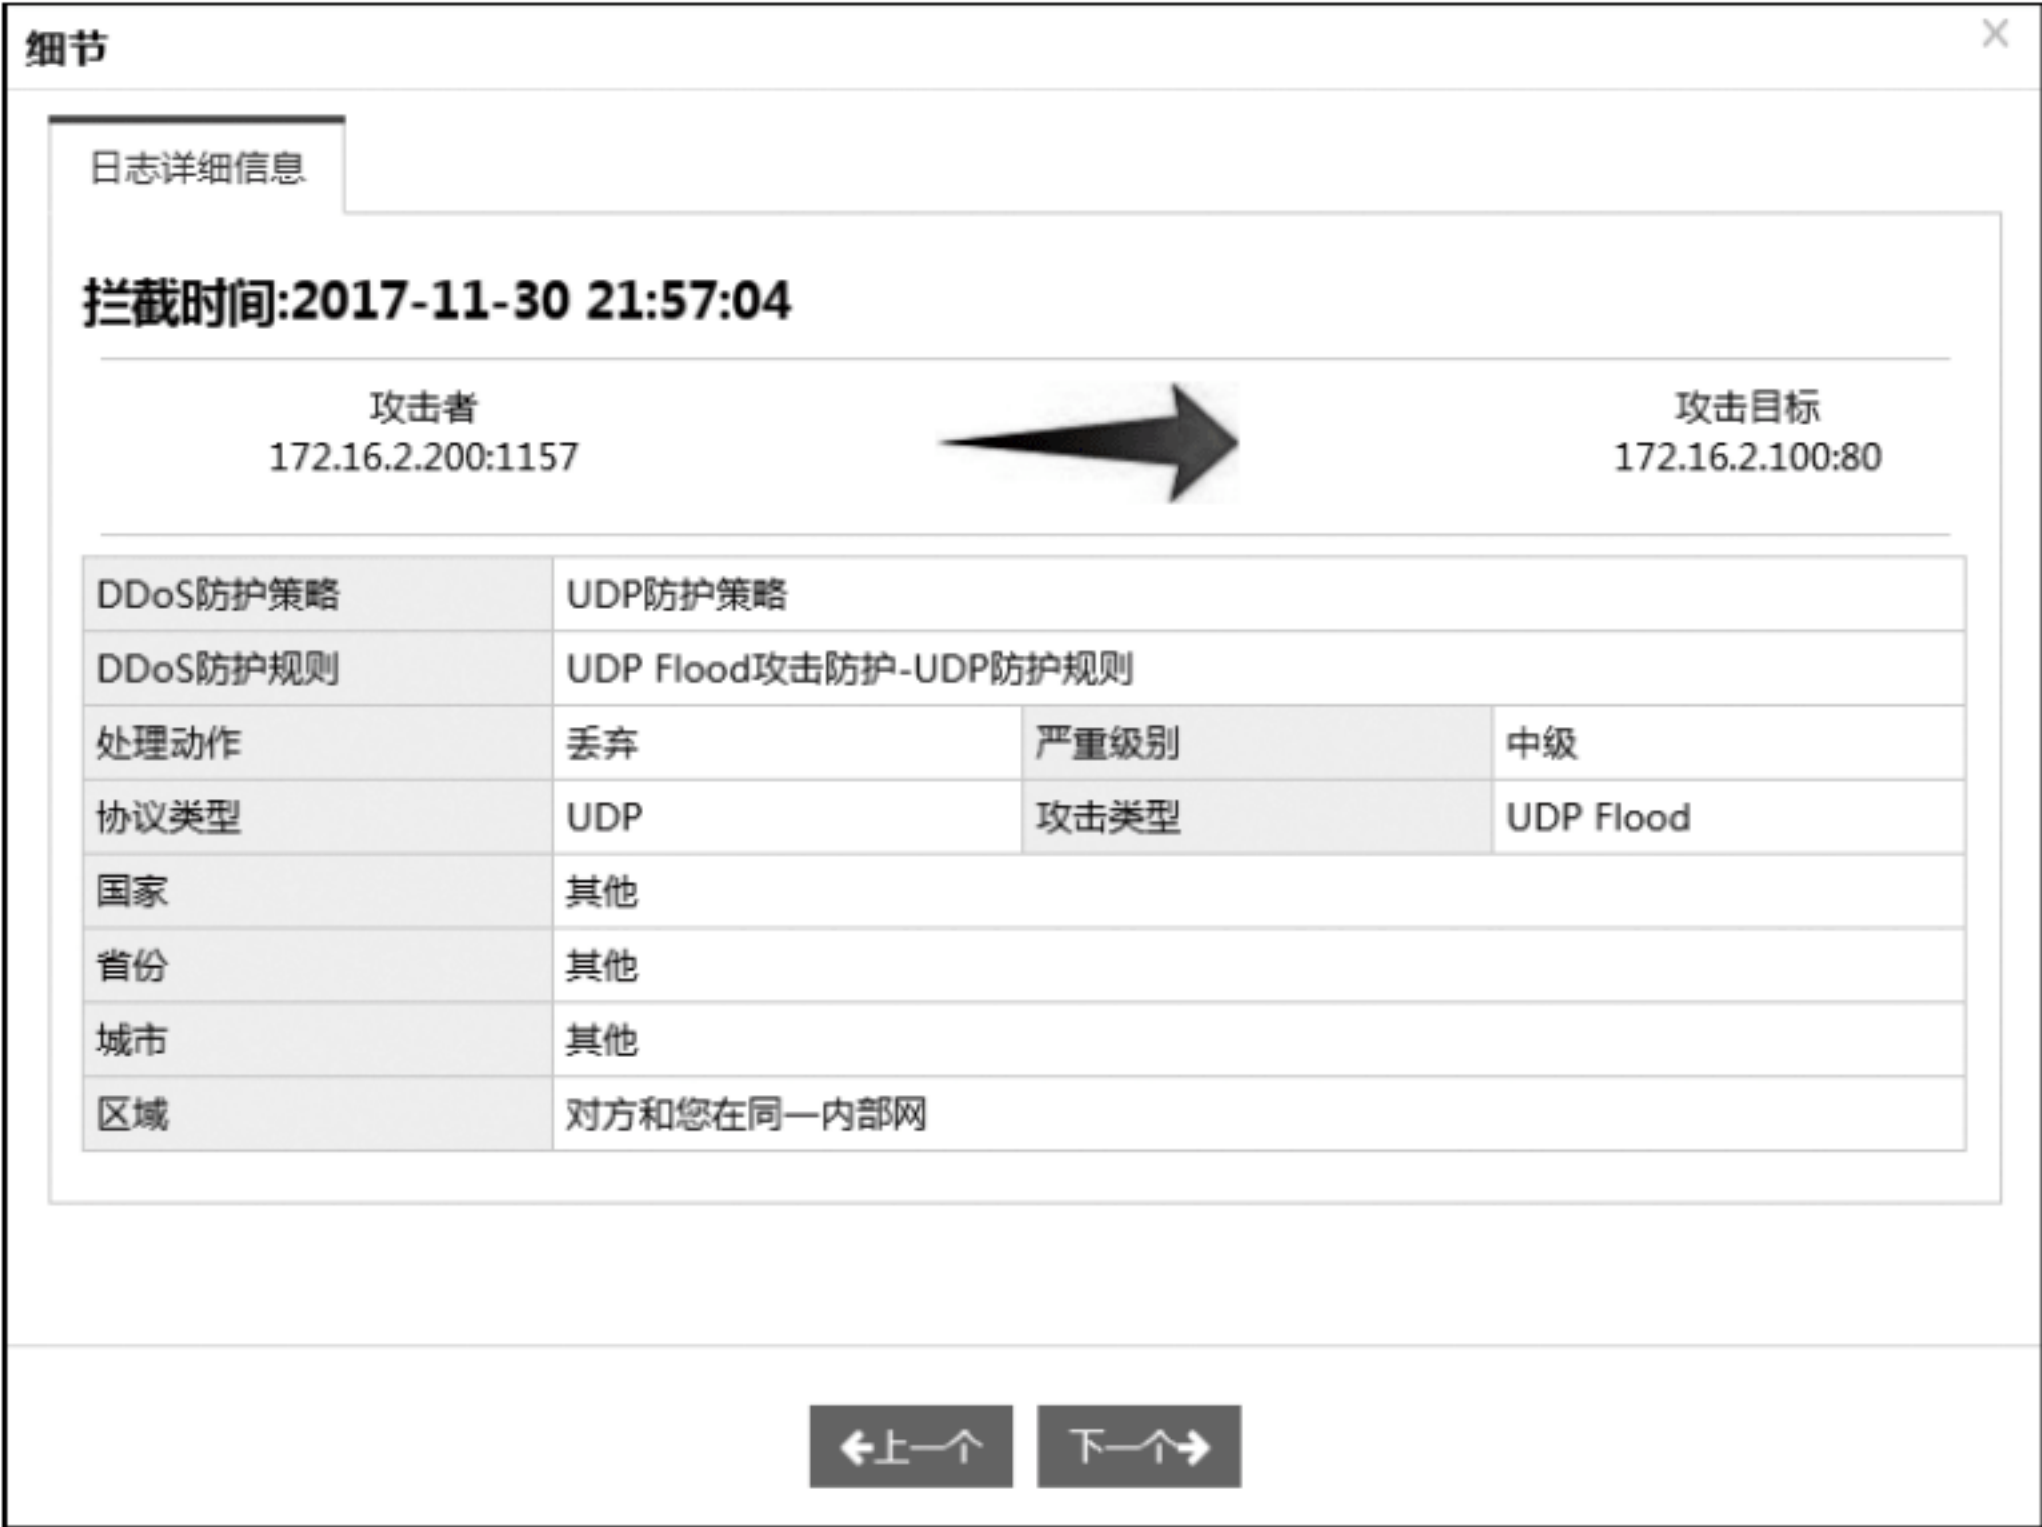 细节
日志详细信息
拦截时间:2017-11-30 21:57:04
攻击者
172.16.2.200:1157
攻击目标
172.16.2.100:80
DDoS防护策略 UDP防护策略
DDoS防护规则 UDP Flood攻击防护-UDP防护规则
处理动作 丢弃 严重级别 中级
协议类型 UDP 攻击类型 UDP Flood
国家 其他
省份 其他
城市 其他
区域 对方和您在同一内部网
上一个 下一个